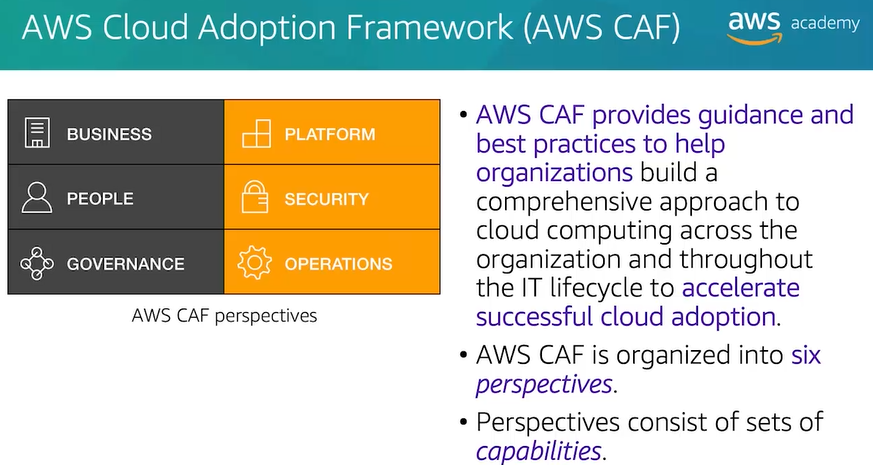 AWS Cloud Adoption Framework (AWS CAF)
aws academy
BUSINESS
PLATFORM
PEOPLE
SECURITY
GOVERNANCE
OPERATIONS
AWS CAF perspectives
• AWS CAF provides guidance and
best practices to help
organizations build a
comprehensive approach to
cloud computing across the
organization and throughout
the IT lifecycle to accelerate
successful cloud adoption.
• AWS CAF is organized into six
perspectives.
• Perspectives consist of sets of
capabilities.